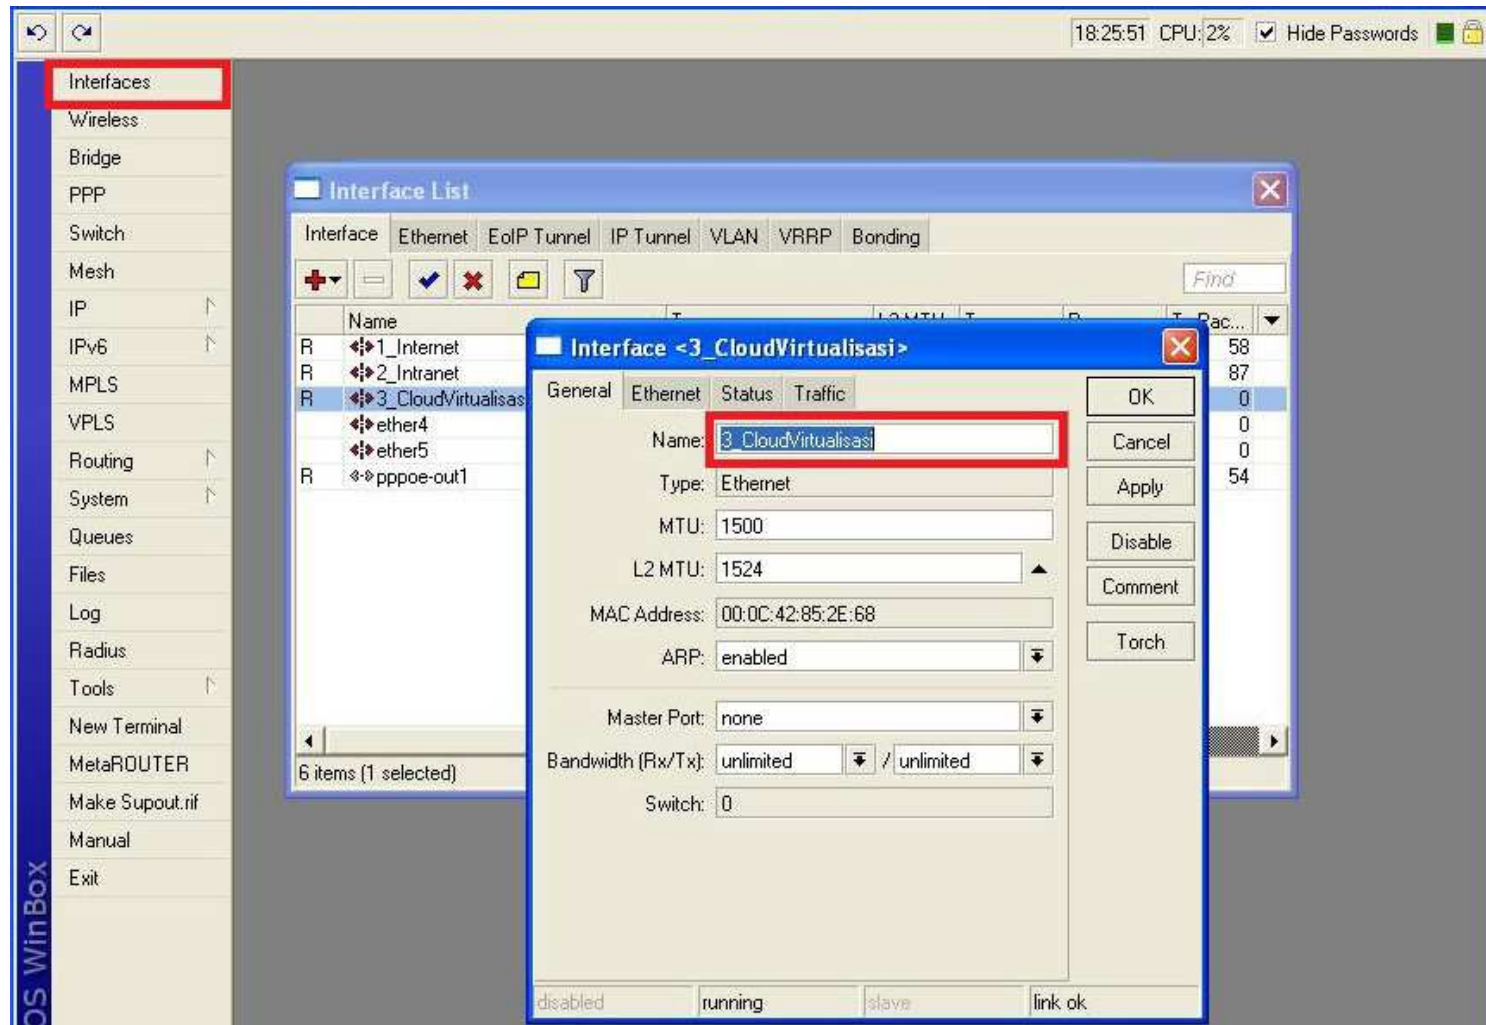 18:25:51 CPU: 2% Hide Passwords
Interfaces
Wireless
Bridge
PPP
Switch
Mesh
IP
IPv6
MPLS
VPLS
Routing
System
Queues
Files
Log
Radius
Tools
New Terminal
MetaROUTER
Make Supout.rif
Manual
Exit
OS WinBox
Interface List
Interface Ethernet EoIP Tunnel IP Tunnel VLAN VRRP Bonding
Find
Name L2 MTU Pac...
R 1_Internet 58
R 2_Intranet 87
R 3_CloudVirtualisas 0
ether4 0
ether5 0
R pppoe-out1 54
6 items (1 selected)
Interface <3_CloudVirtualisasi>
General Ethernet Status Traffic
Name: 3_CloudVirtualisasi
Type: Ethernet
MTU: 1500
L2 MTU: 1524
MAC Address: 00:0C:42:85:2E:68
ARP: enabled
Master Port: none
Bandwidth (Rx/Tx): unlimited / unlimited
Switch: 0
OK
Cancel
Apply
Disable
Comment
Torch
disabled running slave link ok